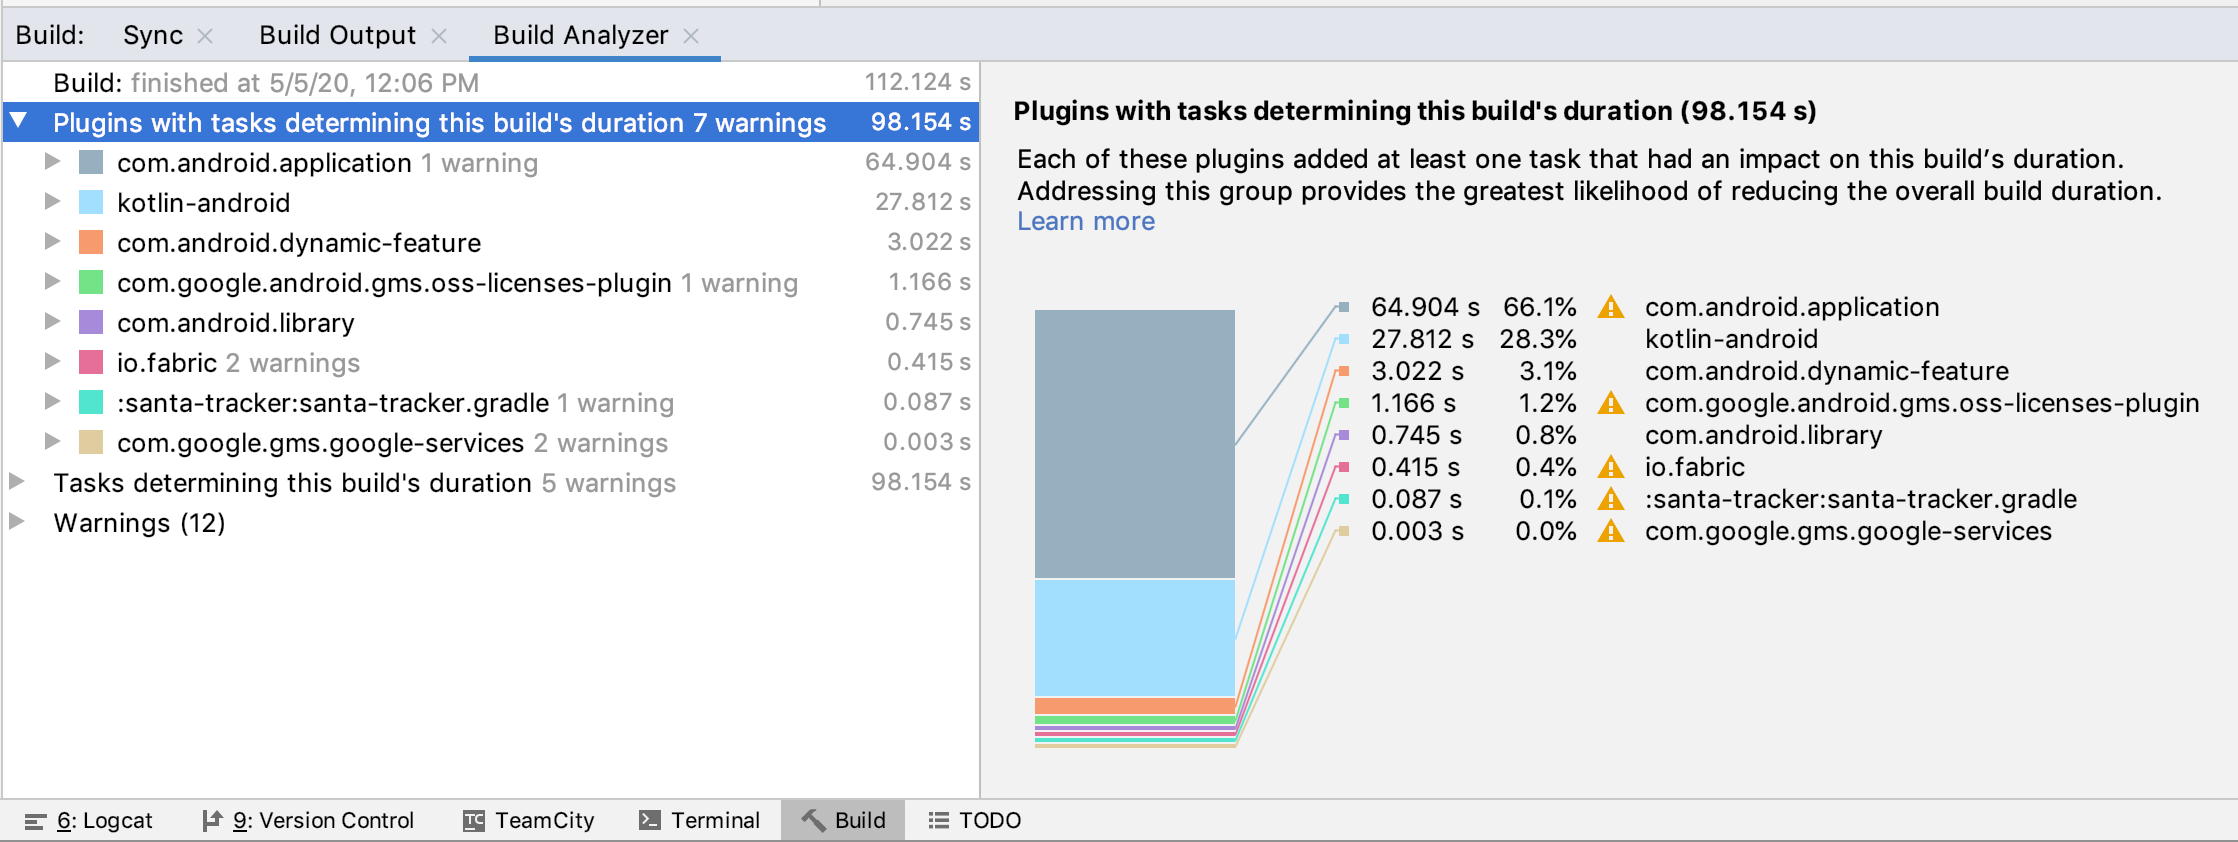 Build: Sync Build Output Build Analyzer
Build: finished at 5/5/20, 12:06 PM 112.124 s
Plugins with tasks determining this build's duration 7 warnings 98.154 s
com.android.application 1 warning 64.904 s
kotlin-android 27.812 s
com.android.dynamic-feature 3.022 s
com.google.android.gms.oss-licenses-plugin 1 warning 1.166 s
com.android.library 0.745 s
io.fabric 2 warnings 0.415 s
:santa-tracker:santa-tracker.gradle 1 warning 0.087 s
com.google.gms.google-services 2 warnings 0.003 s
Tasks determining this build's duration 5 warnings 98.154 s
Warnings (12)
Plugins with tasks determining this build's duration (98.154 s)
Each of these plugins added at least one task that had an impact on this build’s duration.
Addressing this group provides the greatest likelihood of reducing the overall build duration.
Learn more
64.904 s 66.1% com.android.application
27.812 s 28.3% kotlin-android
3.022 s 3.1% com.android.dynamic-feature
1.166 s 1.2% com.google.android.gms.oss-licenses-plugin
0.745 s 0.8% com.android.library
0.415 s 0.4% io.fabric
0.087 s 0.1% :santa-tracker:santa-tracker.gradle
0.003 s 0.0% com.google.gms.google-services
6: Logcat 9: Version Control TC TeamCity Terminal Build TODO